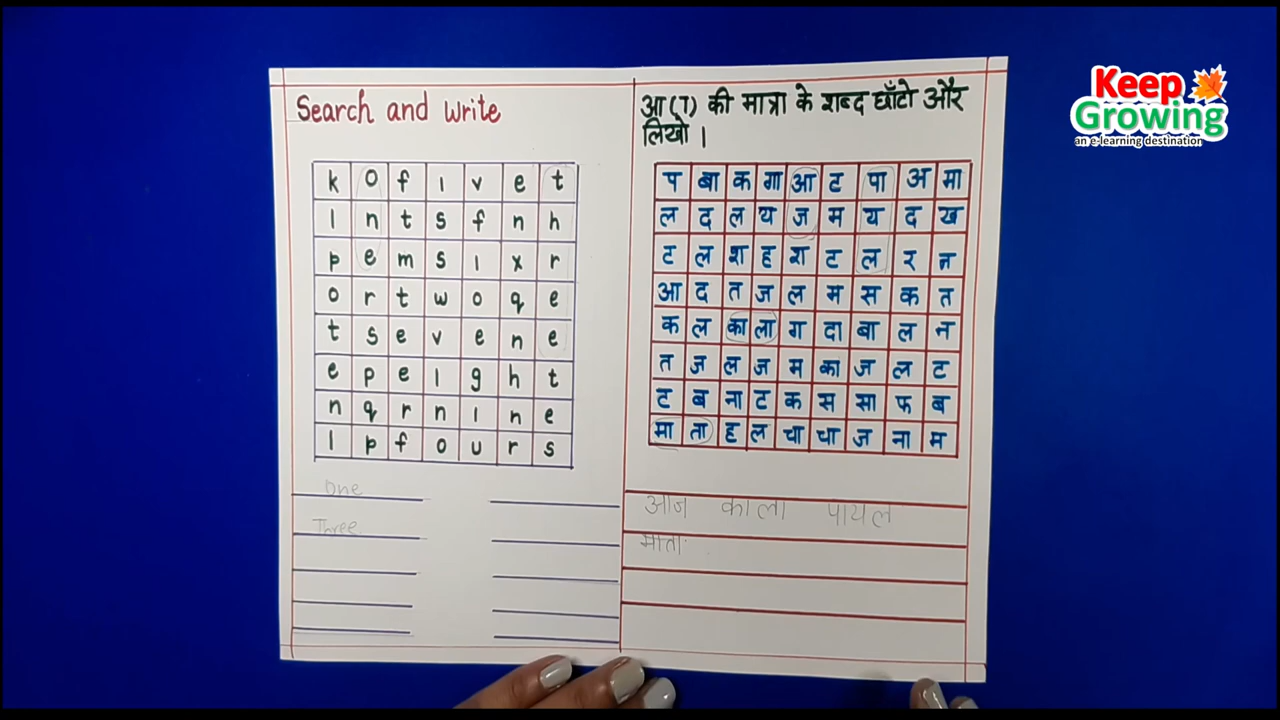 Search and write
k o f i v e t
l n t s f n h
p e m s i x r
o r t w o q e
t s e v e n e
e p e i g h t
n q r n i n e
l p f o u r s
One
Three
आ (ा) की मात्रा के शब्द छाँटो और
लिखो ।
प बा क गा आ ट पा अ मा
ल द ल य ज म य द ख
ट ल श ह श ट ल र न
आ द त ज ल म स क त
क ल का ला ग दा बा ल न
त ज ल ज म का ज ल ट
ट ब ना ट क स सा फ ब
मा ता ह ल चा चा ज ना म
आज काला पायल
माता
Keep
Growing
an e-learning destination